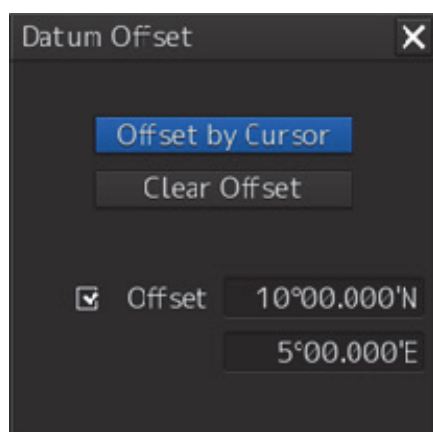 Datum Offset
Offset by Cursor
Clear Offset
Offset 10°00.000'N
5°00.000'E